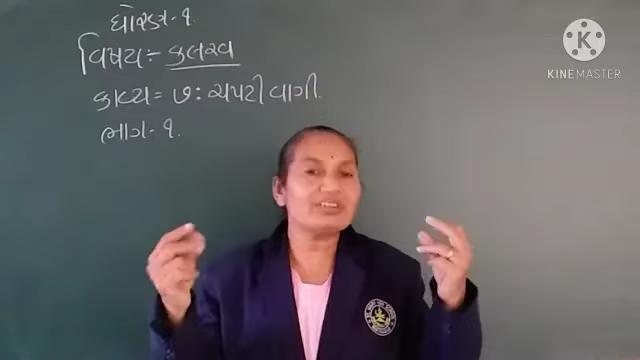 ધોરણ-૧
વિષય ÷ કલરવ
કાવ્ય = ૭: ચપટી વાગી.
ભાગ-૧.
K
KINEMASTER